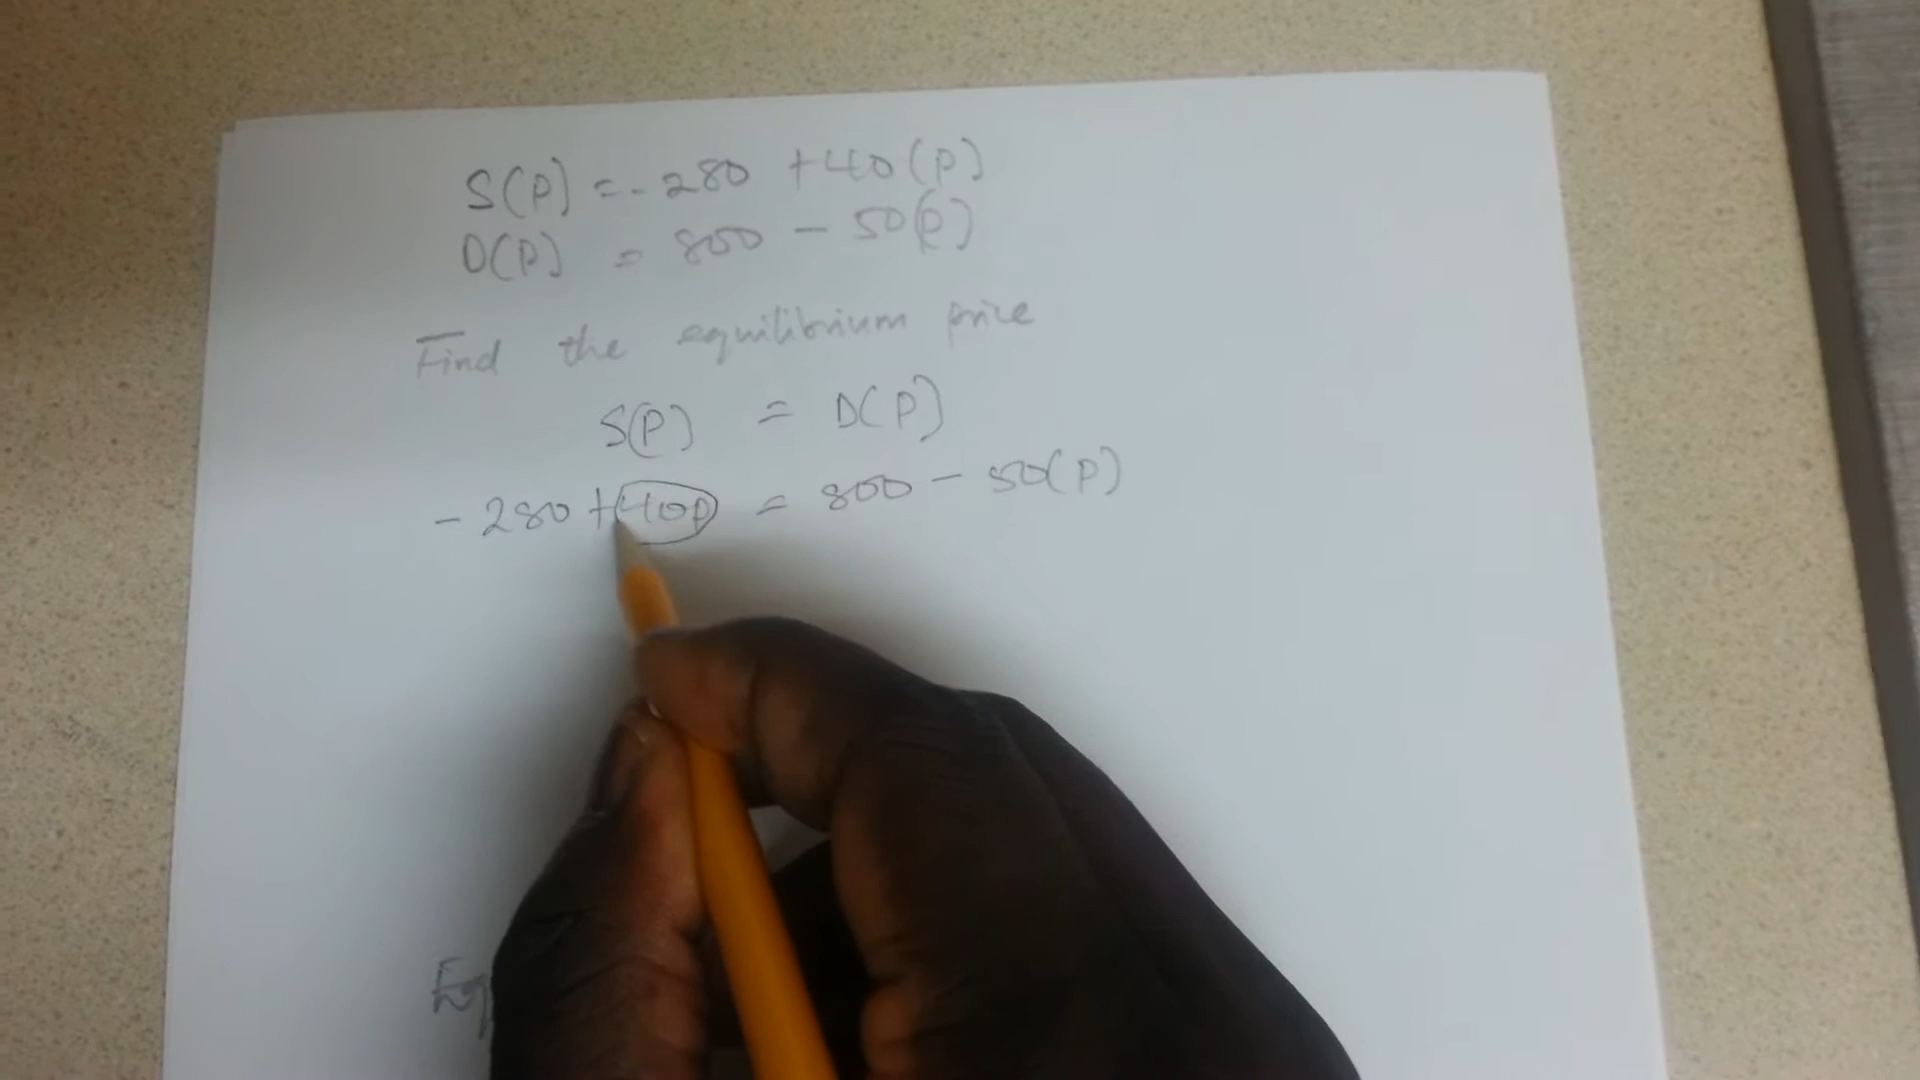 S(P) = -280 +40(P)
D(P) = 800 - 50(P)
Find the equilibrium price
S(P) = D(P)
- 280 + 40p = 800 - 50(P)